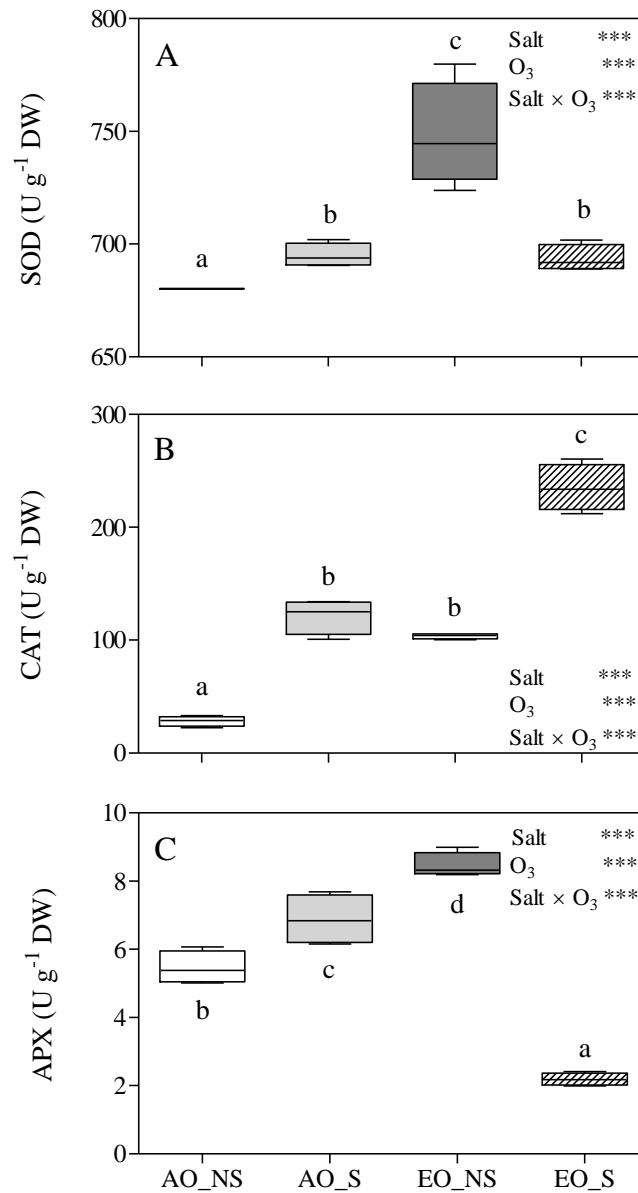 A
800
750
700
650
SOD (U g⁻¹ DW)
a
b
c
b
Salt ***
O₃ ***
Salt × O₃ ***
B
300
200
100
0
CAT (U g⁻¹ DW)
a
b
b
c
Salt ***
O₃ ***
Salt × O₃ ***
C
10
8
6
4
2
0
APX (U g⁻¹ DW)
b
c
d
a
Salt ***
O₃ ***
Salt × O₃ ***
AO_NS AO_S EO_NS EO_S